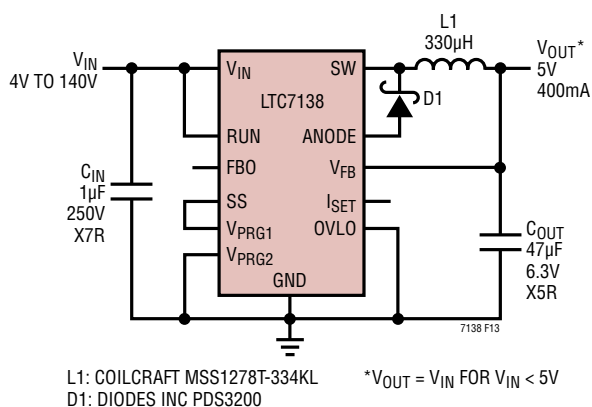 L1
330µH
VIN
4V TO 140V
VOUT*
5V
400mA
VIN
SW
LTC7138
D1
RUN
ANODE
FBO
VFB
CIN
1µF
250V
X7R
SS
ISET
VPRG1
OVLO
VPRG2
GND
COUT
47µF
6.3V
X5R
7138 F13
L1: COILCRAFT MSS1278T-334KL
*VOUT = VIN FOR VIN < 5V
D1: DIODES INC PDS3200